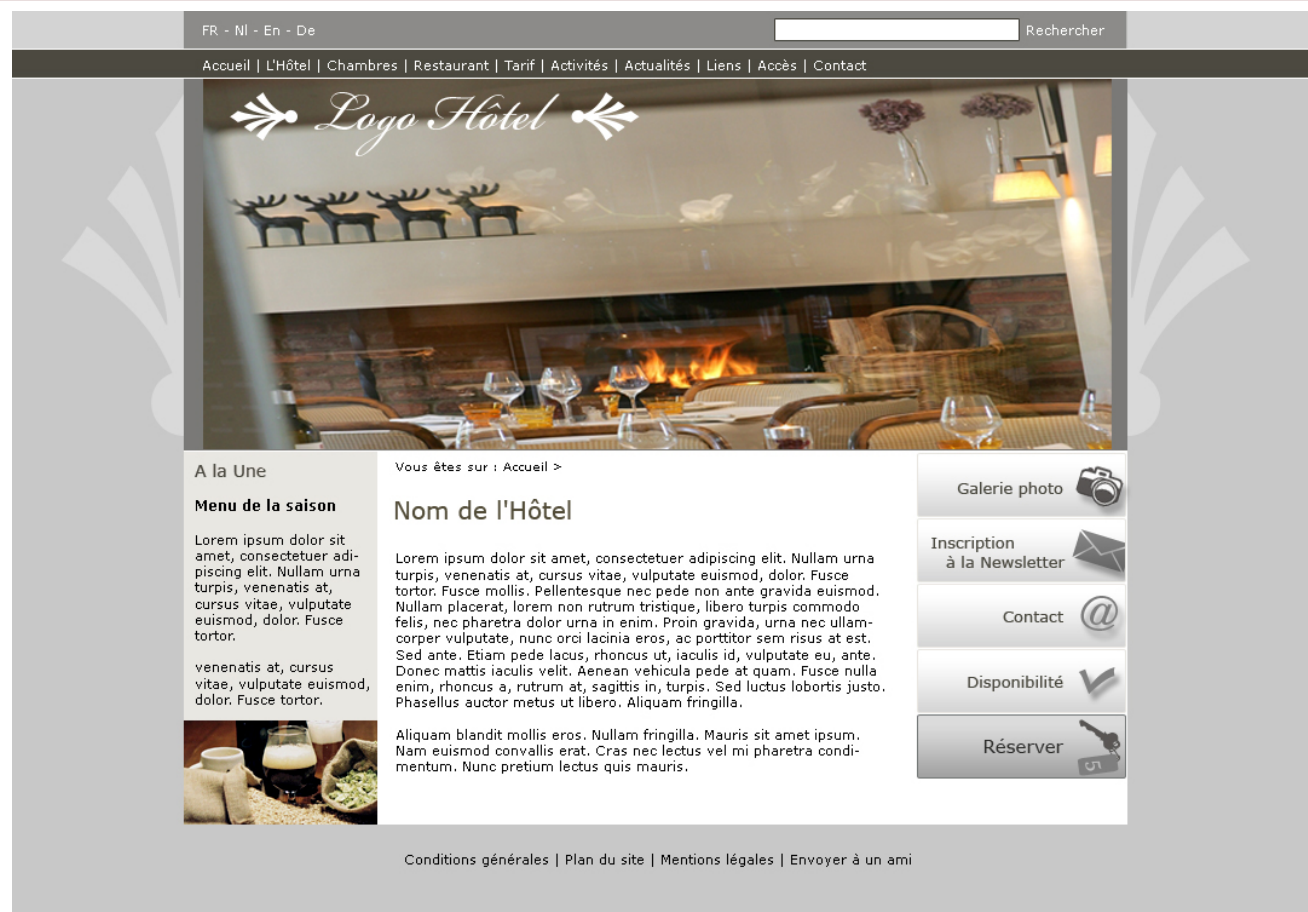 FR - Nl - En - De
Rechercher
Accueil | L'Hôtel | Chambres | Restaurant | Tarif | Activités | Actualités | Liens | Accès | Contact
Logo Hôtel
A la Une
Menu de la saison
Lorem ipsum dolor sit
amet, consectetuer adi-
piscing elit. Nullam urna
turpis, venenatis at,
cursus vitae, vulputate
euismod, dolor. Fusce
tortor.
venenatis at, cursus
vitae, vulputate euismod,
dolor. Fusce tortor.
Vous êtes sur : Accueil >
Nom de l'Hôtel
Lorem ipsum dolor sit amet, consectetuer adipiscing elit. Nullam urna
turpis, venenatis at, cursus vitae, vulputate euismod, dolor. Fusce
tortor. Fusce mollis. Pellentesque nec pede non ante gravida euismod.
Nullam placerat, lorem non rutrum tristique, libero turpis commodo
felis, nec pharetra dolor urna in enim. Proin gravida, urna nec ullam-
corper vulputate, nunc orci lacinia eros, ac porttitor sem risus at est.
Sed ante. Etiam pede lacus, rhoncus ut, iaculis id, vulputate eu, ante.
Donec mattis iaculis velit. Aenean vehicula pede at quam. Fusce nulla
enim, rhoncus a, rutrum at, sagittis in, turpis. Sed luctus lobortis justo.
Phasellus auctor metus ut libero. Aliquam fringilla.
Aliquam blandit mollis eros. Nullam fringilla. Mauris sit amet ipsum.
Nam euismod convallis erat. Cras nec lectus vel mi pharetra condi-
mentum. Nunc pretium lectus quis mauris.
Galerie photo
Inscription
à la Newsletter
Contact
@
Disponibilité
Réserver
5
Conditions générales | Plan du site | Mentions légales | Envoyer à un ami